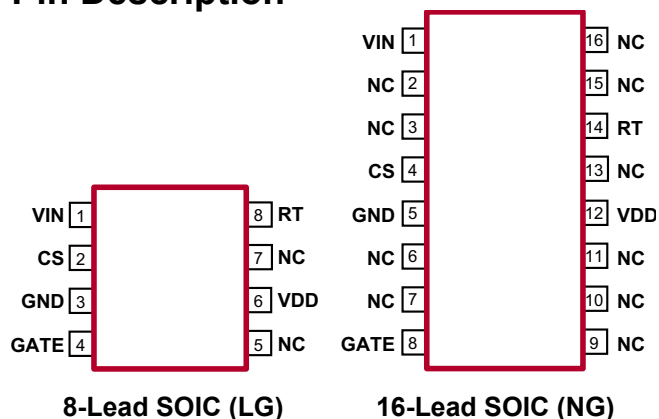 VIN 1
NC 2
NC 3
CS 4
GND 5
NC 6
NC 7
GATE 8
16 NC
15 NC
14 RT
13 NC
12 VDD
11 NC
10 NC
9 NC
VIN 1
CS 2
GND 3
GATE 4
8 RT
7 NC
6 VDD
5 NC
8-Lead SOIC (LG)
16-Lead SOIC (NG)